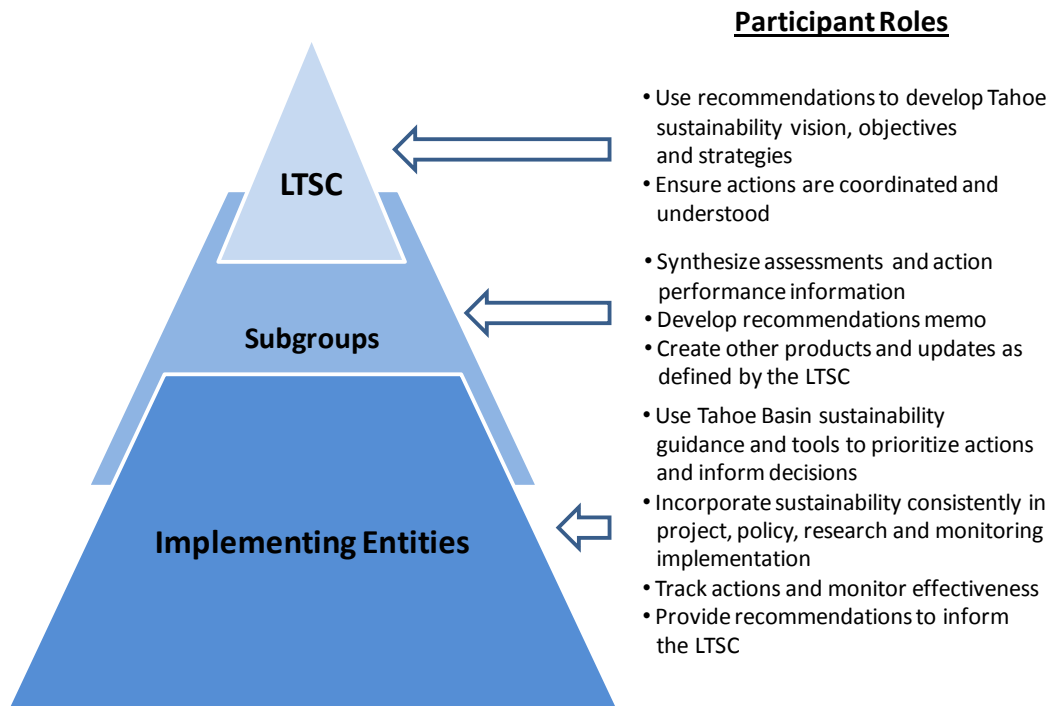 Participant Roles
LTSC
• Use recommendations to develop Tahoe
sustainability vision, objectives
and strategies
• Ensure actions are coordinated and
understood
Subgroups
• Synthesize assessments and action
performance information
• Develop recommendations memo
• Create other products and updates as
defined by the LTSC
Implementing Entities
• Use Tahoe Basin sustainability
guidance and tools to prioritize actions
and inform decisions
• Incorporate sustainability consistently in
project, policy, research and monitoring
implementation
• Track actions and monitor effectiveness
• Provide recommendations to inform
the LTSC